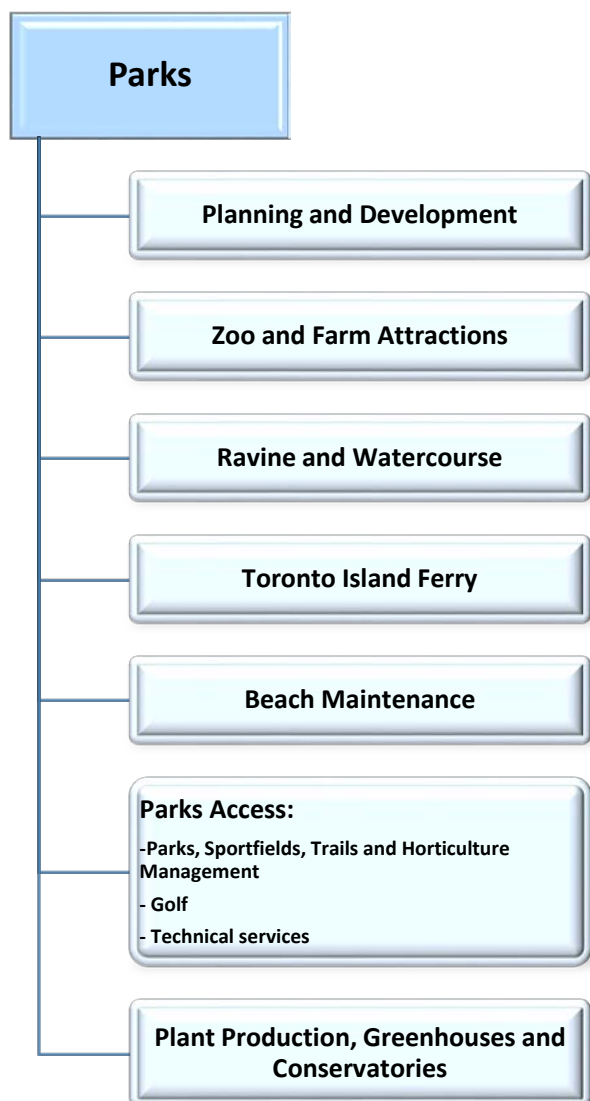 Parks
Planning and Development
Zoo and Farm Attractions
Ravine and Watercourse
Toronto Island Ferry
Beach Maintenance
Parks Access:
-Parks, Sportfields, Trails and Horticulture
Management
- Golf
- Technical services
Plant Production, Greenhouses and
Conservatories